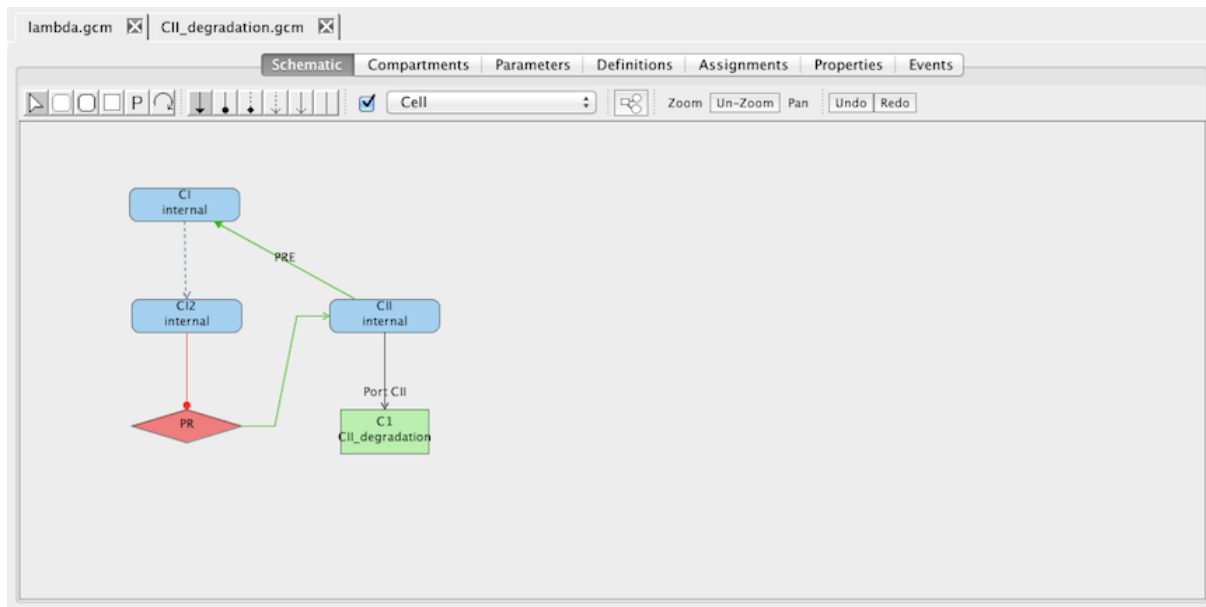 lambda.gcm CII_degradation.gcm
Schematic Compartments Parameters Definitions Assignments Properties Events
P Cell Zoom Un-Zoom Pan Undo Redo
CI
internal
PRE
CI2
internal
CII
internal
Port CII
PR
C1
CII_degradation